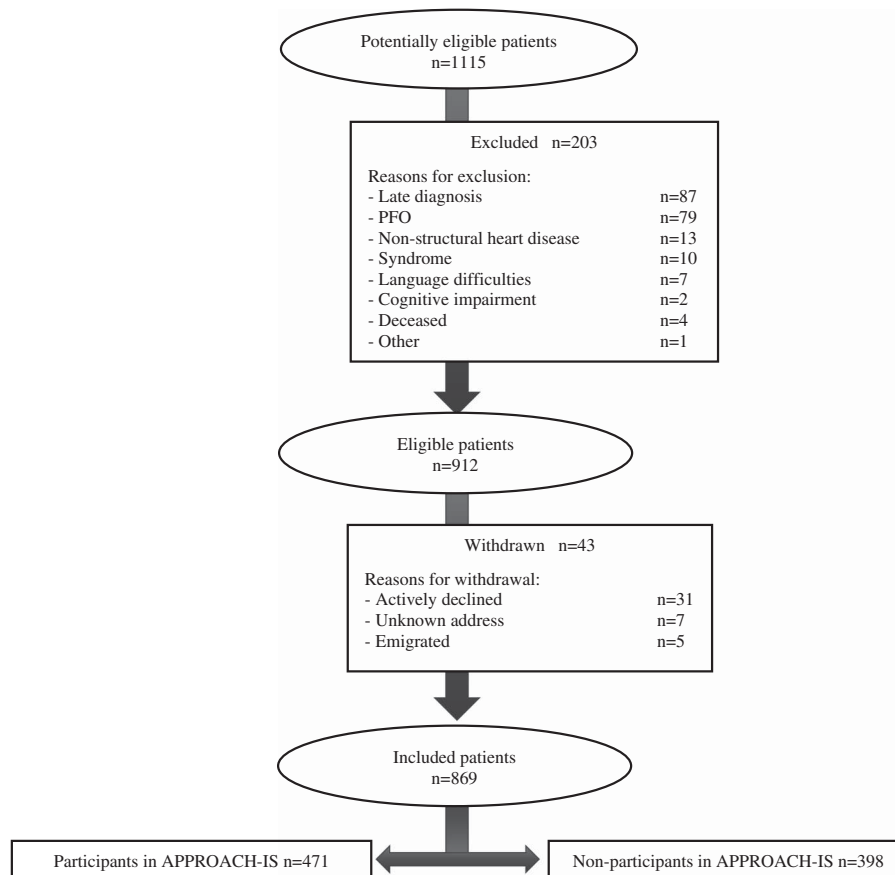 Potentially eligible patients
n=1115
Excluded n=203
Reasons for exclusion:
- Late diagnosis n=87
- PFO n=79
- Non-structural heart disease n=13
- Syndrome n=10
- Language difficulties n=7
- Cognitive impairment n=2
- Deceased n=4
- Other n=1
Eligible patients
n=912
Withdrawn n=43
Reasons for withdrawal:
- Actively declined n=31
- Unknown address n=7
- Emigrated n=5
Included patients
n=869
Participants in APPROACH-IS n=471 Non-participants in APPROACH-IS n=398